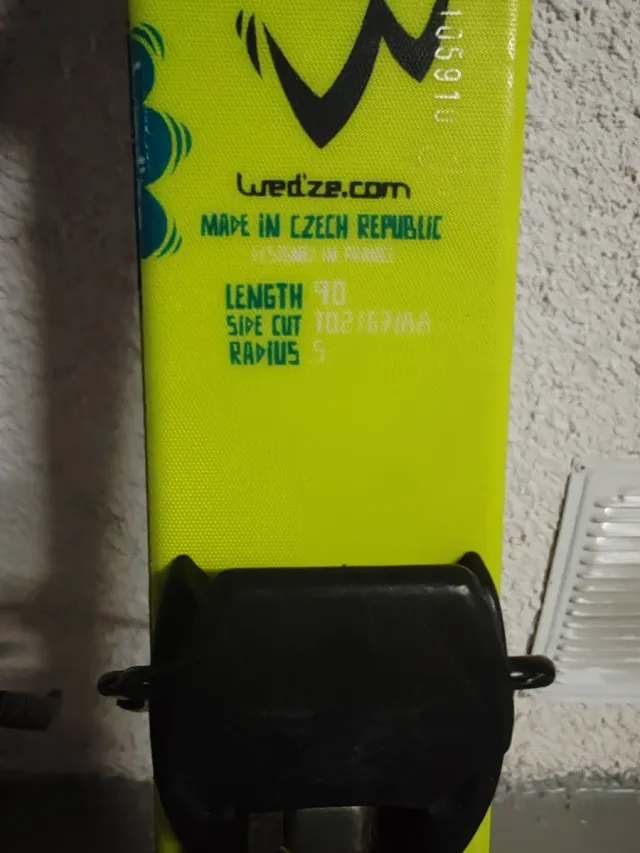 wed'ze.com
MADE iN CZECH REPUBLIC
DESIGNED IN FRANCE
LENGTH 90
SIDE CUT 102/67/88
RADiUS 5